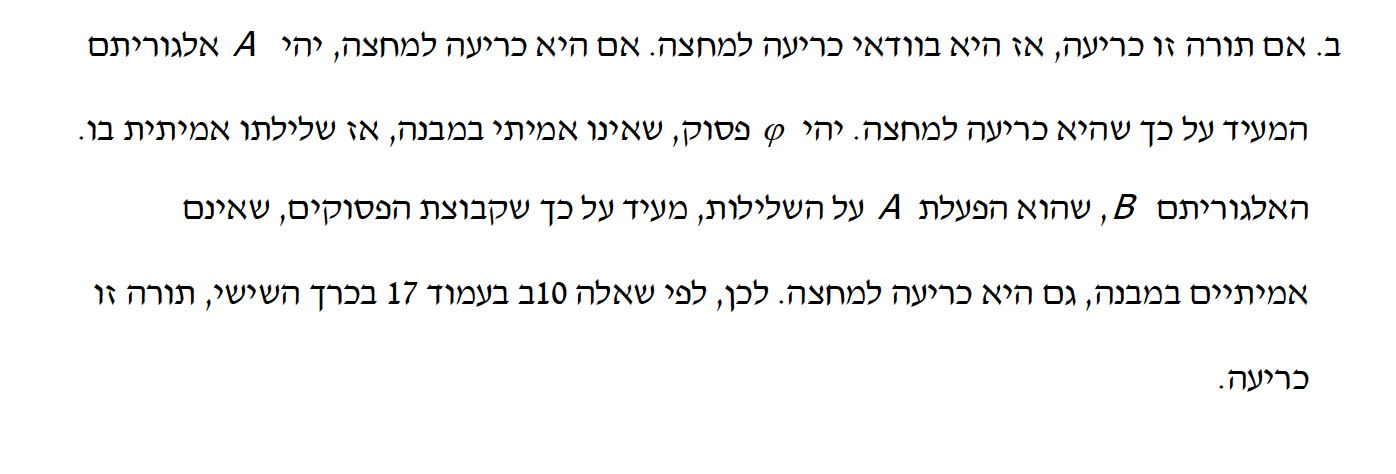 ב. אם תורה זו כריעה, אז היא בוודאי כריעה למחצה. אם היא כריעה למחצה, יהי A אלגוריתם
המעיד על כך שהיא כריעה למחצה. יהי φ פסוק, שאינו אמיתי במבנה, אז שלילתו אמיתית בו.
האלגוריתם B, שהוא הפעלת A על השלילות, מעיד על כך שקבוצת הפסוקים, שאינם
אמיתיים במבנה, גם היא כריעה למחצה. לכן, לפי שאלה 10ב בעמוד 17 בכרך השישי, תורה זו
כריעה.